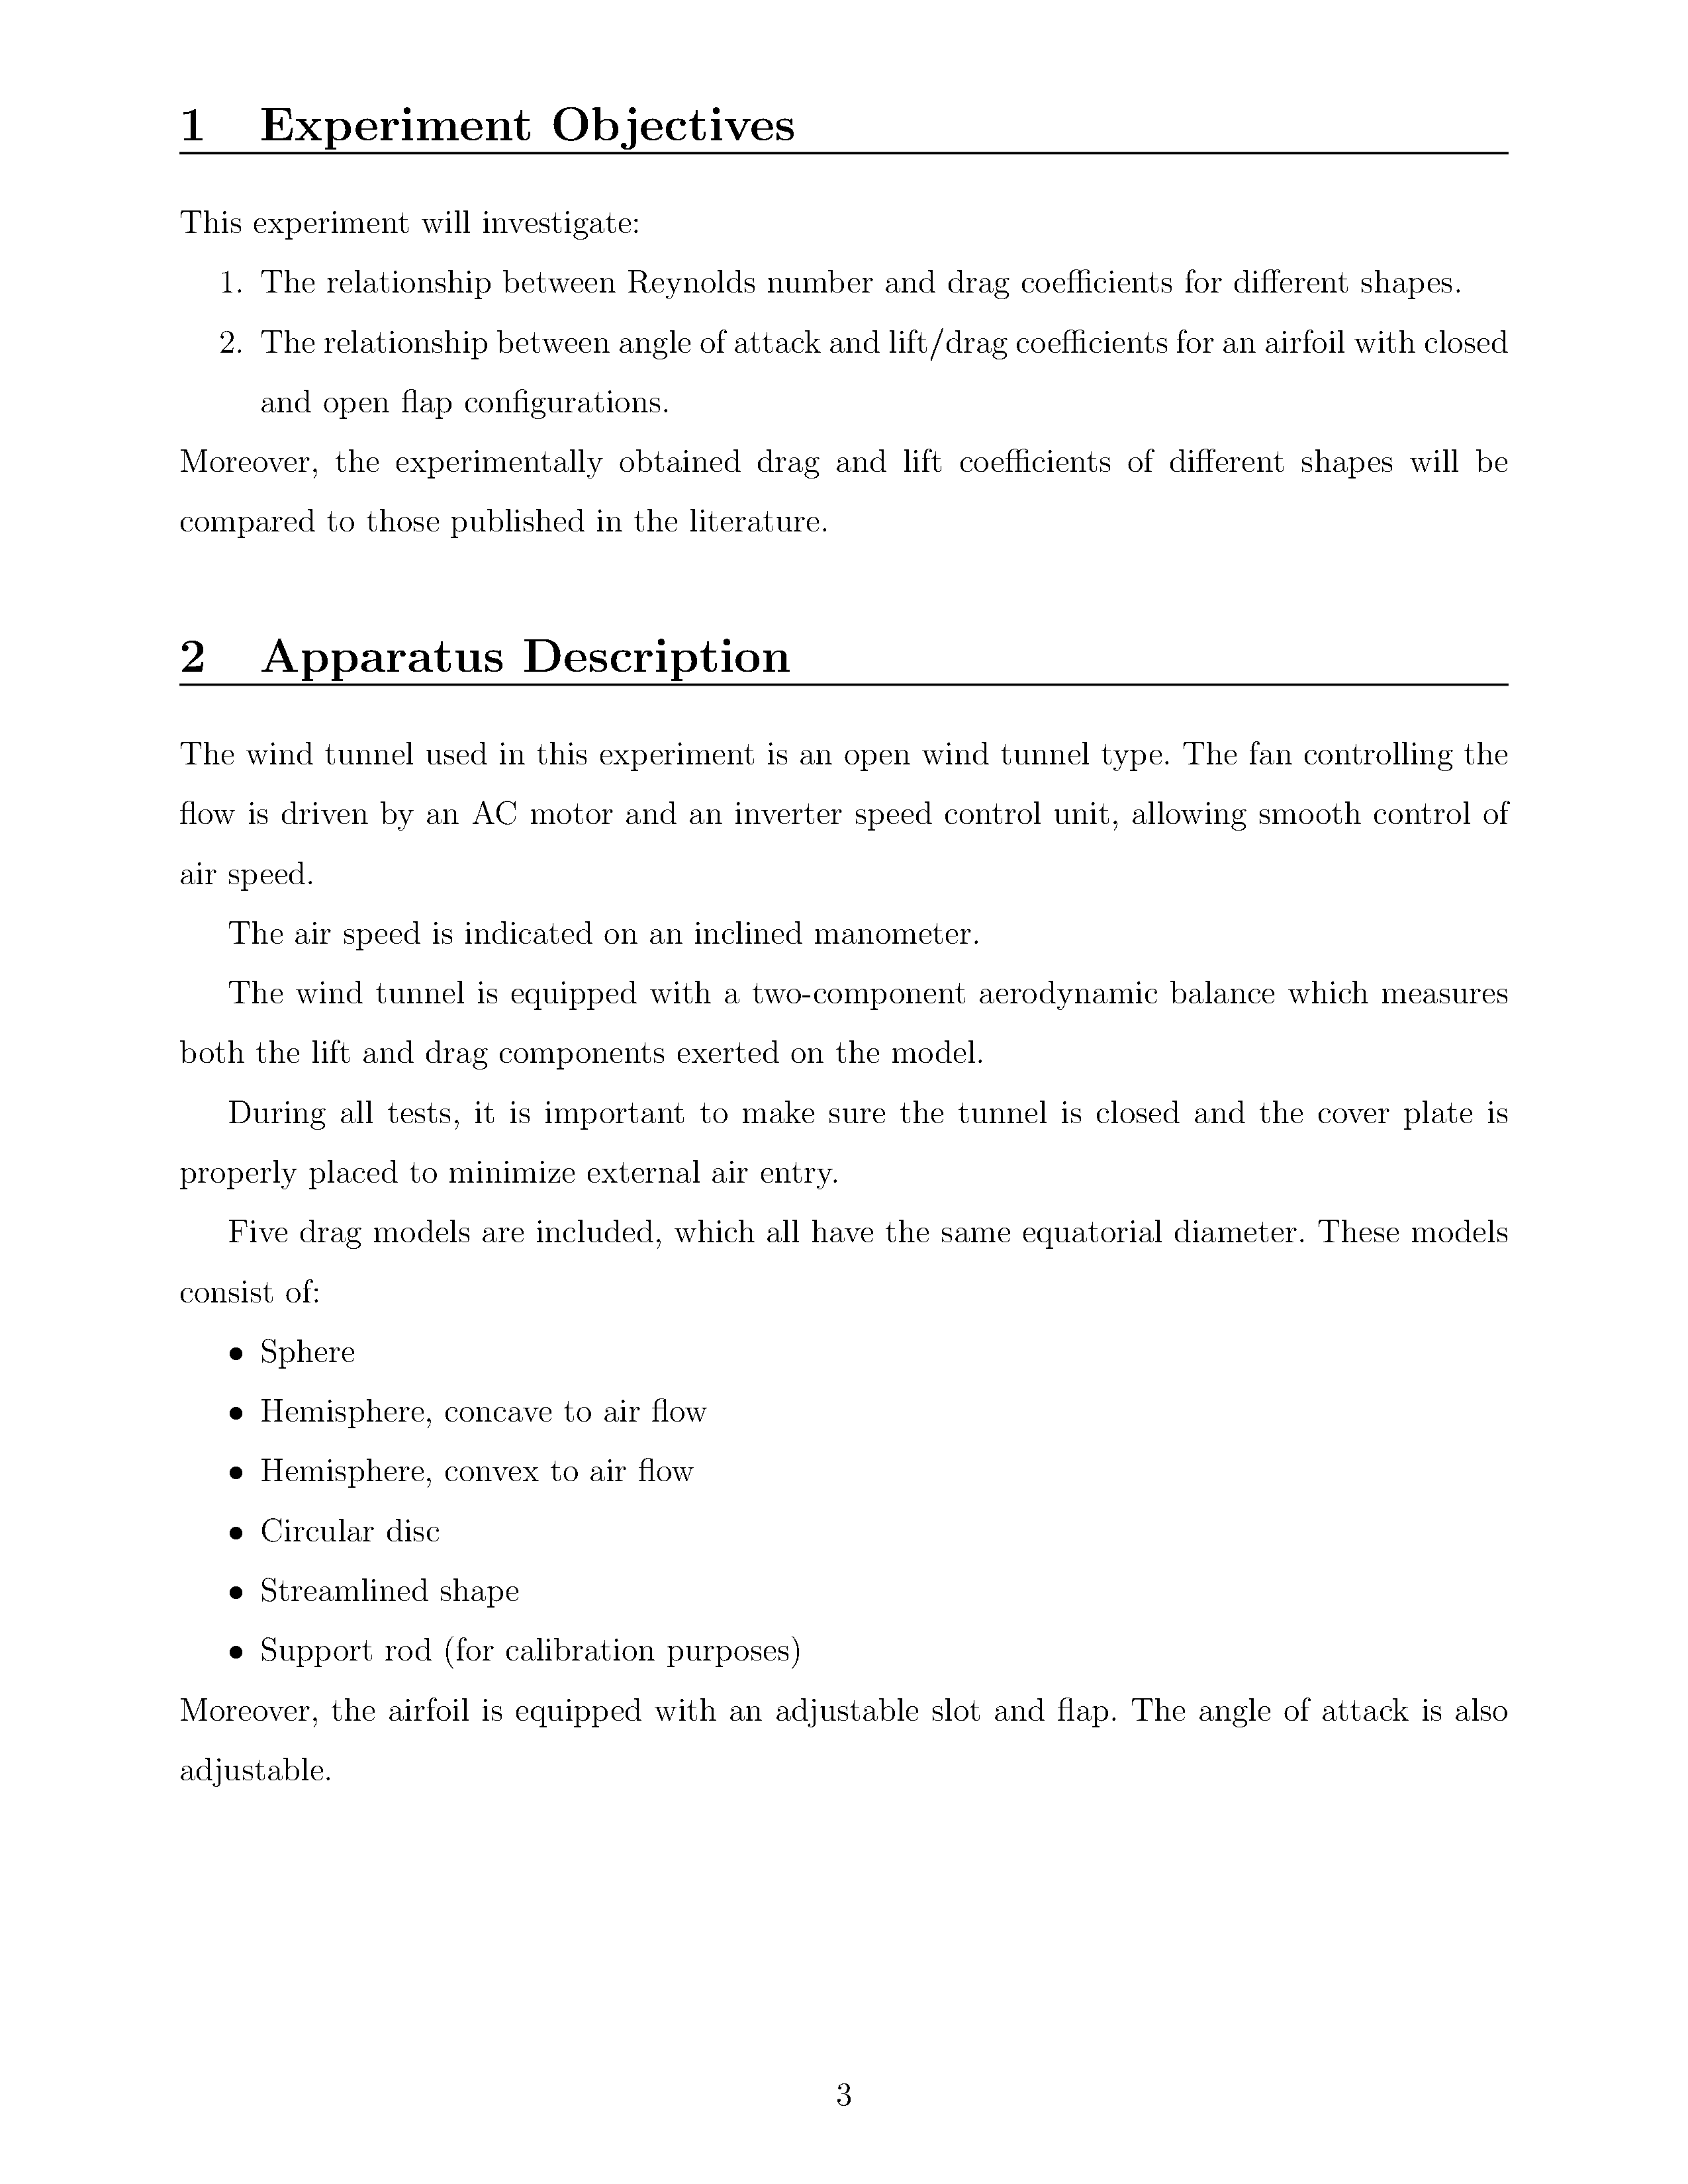 1 Experiment Objectives
This experiment will investigate:
1. The relationship between Reynolds number and drag coefficients for different shapes.
2. The relationship between angle of attack and lift/drag coefficients for an airfoil with closed
and open flap configurations.
Moreover, the experimentally obtained drag and lift coefficients of different shapes will be
compared to those published in the literature.
2 Apparatus Description
The wind tunnel used in this experiment is an open wind tunnel type. The fan controlling the
flow is driven by an AC motor and an inverter speed control unit, allowing smooth control of
air speed.
The air speed is indicated on an inclined manometer.
The wind tunnel is equipped with a two-component aerodynamic balance which measures
both the lift and drag components exerted on the model.
During all tests, it is important to make sure the tunnel is closed and the cover plate is
properly placed to minimize external air entry.
Five drag models are included, which all have the same equatorial diameter. These models
consist of:
• Sphere
• Hemisphere, concave to air flow
• Hemisphere, convex to air flow
• Circular disc
• Streamlined shape
• Support rod (for calibration purposes)
Moreover, the airfoil is equipped with an adjustable slot and flap. The angle of attack is also
adjustable.
3